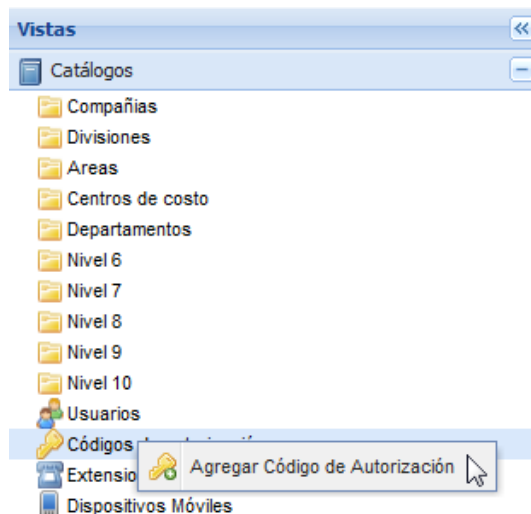 Vistas
Catálogos
Compañias
Divisiones
Areas
Centros de costo
Departamentos
Nivel 6
Nivel 7
Nivel 8
Nivel 9
Nivel 10
Usuarios
Códigos
Agregar Código de Autorización
Extensio
Dispositivos Móviles